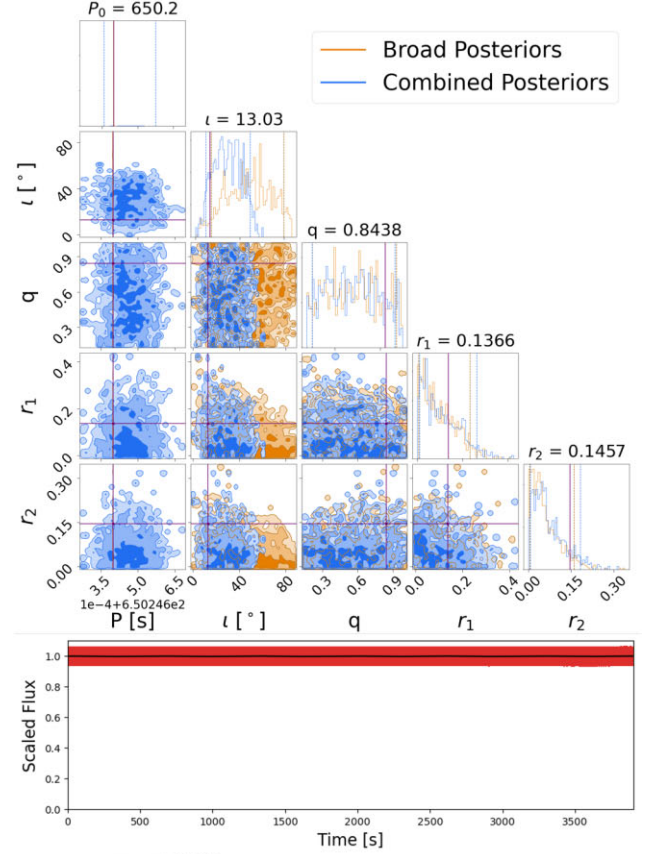 P₀ = 650.2
Broad Posteriors
Combined Posteriors
ι = 13.03
80
40
0
ι [°]
q = 0.8438
0.9
0.6
0.3
q
r₁ = 0.1366
0.4
0.2
0.0
r₁
r₂ = 0.1457
0.30
0.15
0.00
r₂
3.5 5.0 6.5 0 40 80 0.3 0.6 0.9 0.0 0.2 0.4 0.00 0.15 0.30
1e-4+6.50246e2
P [s] ι [°] q r₁ r₂
1.0
0.8
0.6
0.4
0.2
0.0
Scaled Flux
0 500 1000 1500 2000 2500 3000 3500
Time [s]